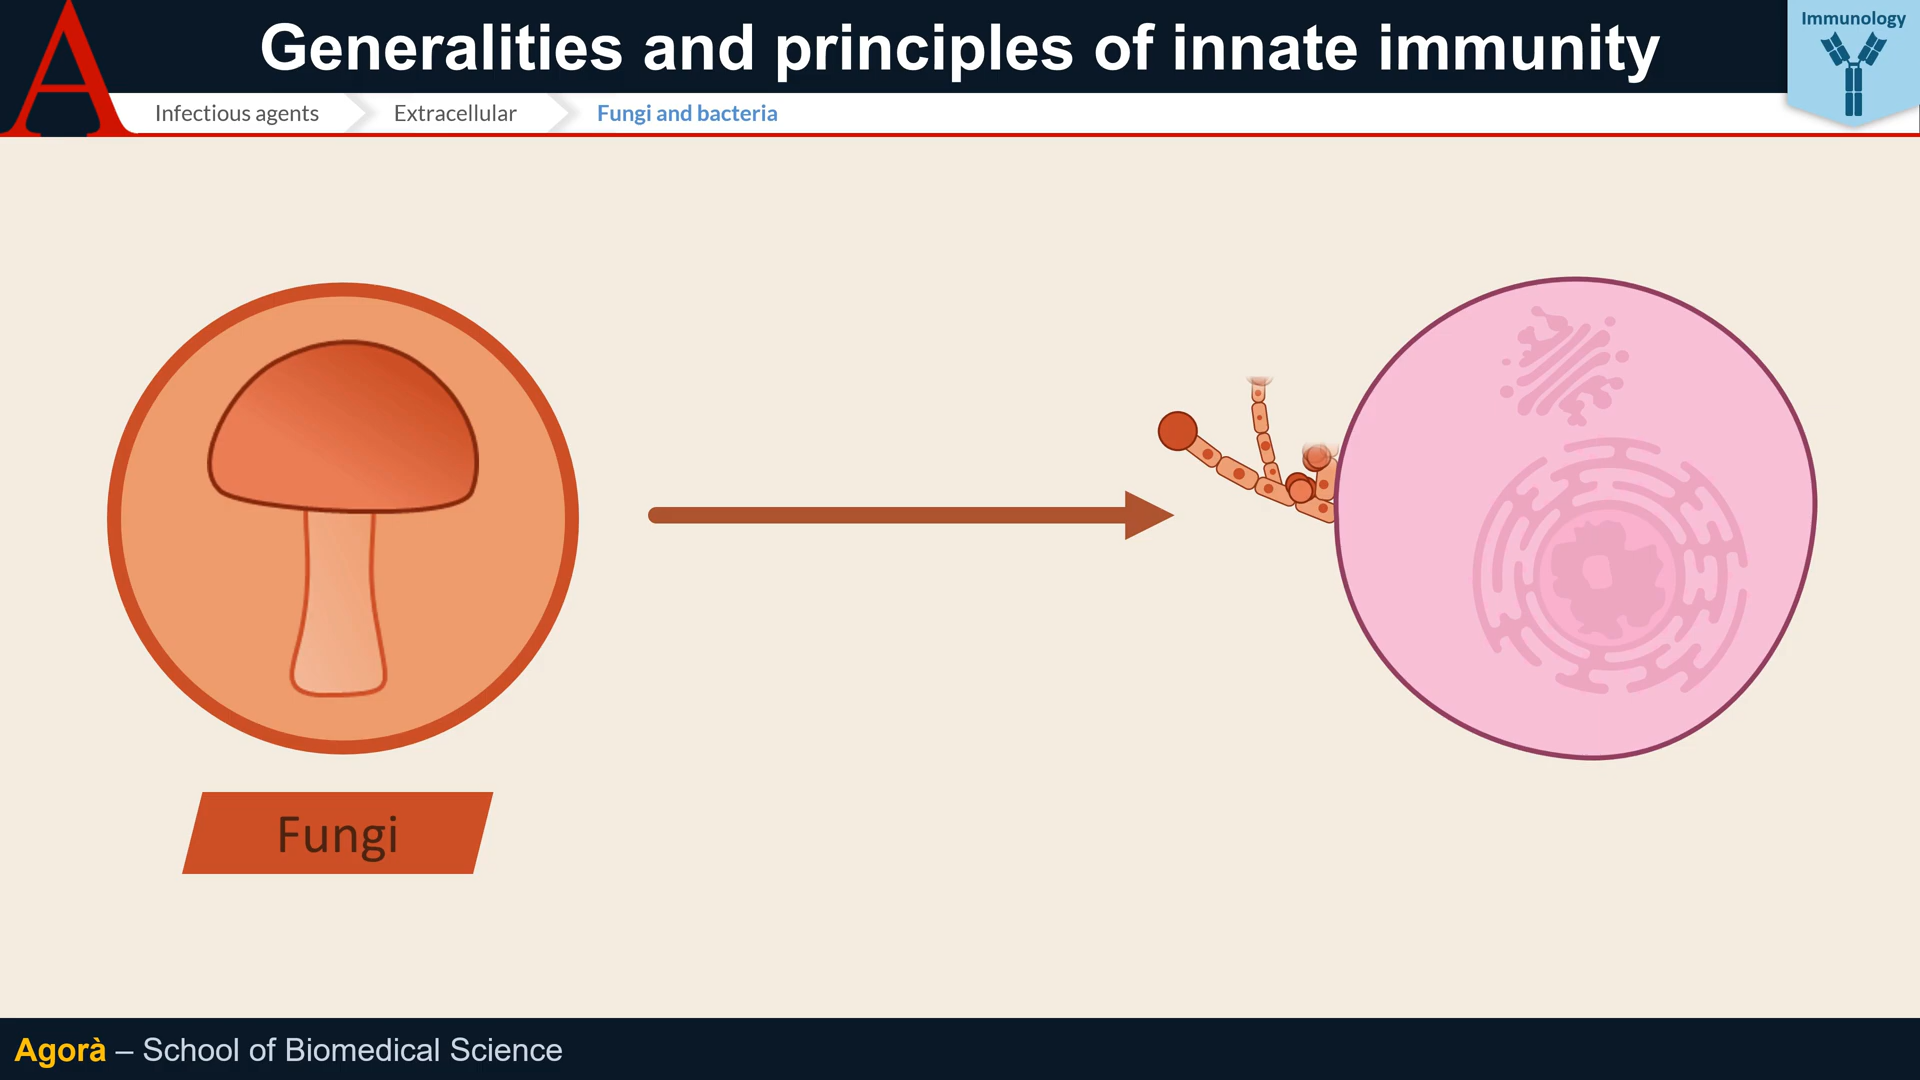 Generalities and principles of innate immunity
Immunology
Infectious agents
Extracellular
Fungi and bacteria
Fungi
Agorà – School of Biomedical Science